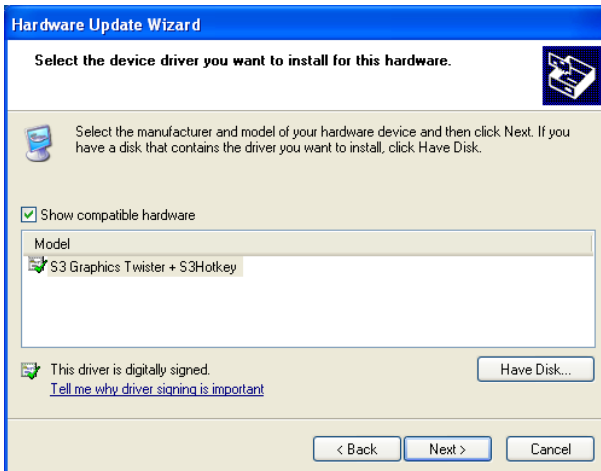 Hardware Update Wizard
Select the device driver you want to install for this hardware.
Select the manufacturer and model of your hardware device and then click Next. If you
have a disk that contains the driver you want to install, click Have Disk.
Show compatible hardware
Model
S3 Graphics Twister + S3Hotkey
This driver is digitally signed.
Tell me why driver signing is important
Have Disk...
< Back
Next >
Cancel